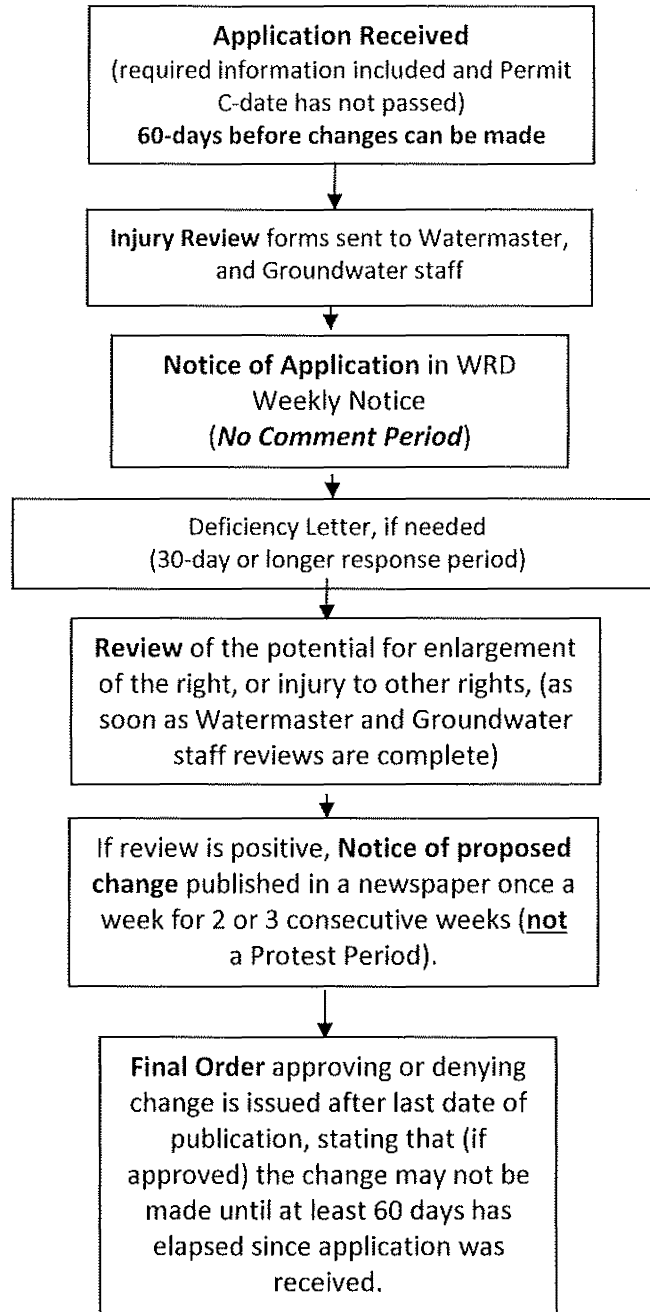 Application Received
(required information included and Permit
C-date has not passed)
60-days before changes can be made
Injury Review forms sent to Watermaster,
and Groundwater staff
Notice of Application in WRD
Weekly Notice
(No Comment Period)
Deficiency Letter, if needed
(30-day or longer response period)
Review of the potential for enlargement
of the right, or injury to other rights, (as
soon as Watermaster and Groundwater
staff reviews are complete)
If review is positive, Notice of proposed
change published in a newspaper once a
week for 2 or 3 consecutive weeks (not
a Protest Period).
Final Order approving or denying
change is issued after last date of
publication, stating that (if
approved) the change may not be
made until at least 60 days has
elapsed since application was
received.